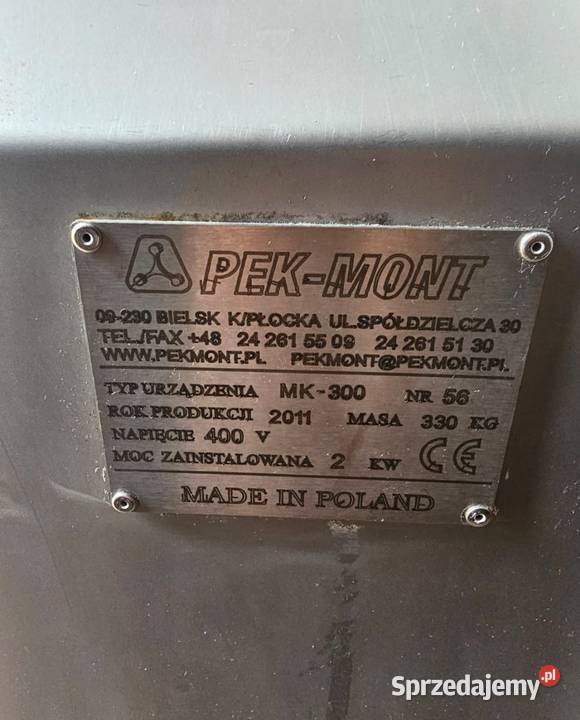 PEK-MONT
09-230 BIELSK K/PŁOCKA UL.SPÓŁDZIELCZA 30
TEL./FAX +48 24 261 55 09 24 261 51 30
WWW.PEKMONT.PL PEKMONT@PEKMONT.PL
TYP URZĄDZENIA MK-300 NR 56
ROK PRODUKCJI 2011 MASA 330 KG
NAPIĘCIE 400 V
MOC ZAINSTALOWANA 2 KW CE
MADE IN POLAND
Sprzedajemy.pl